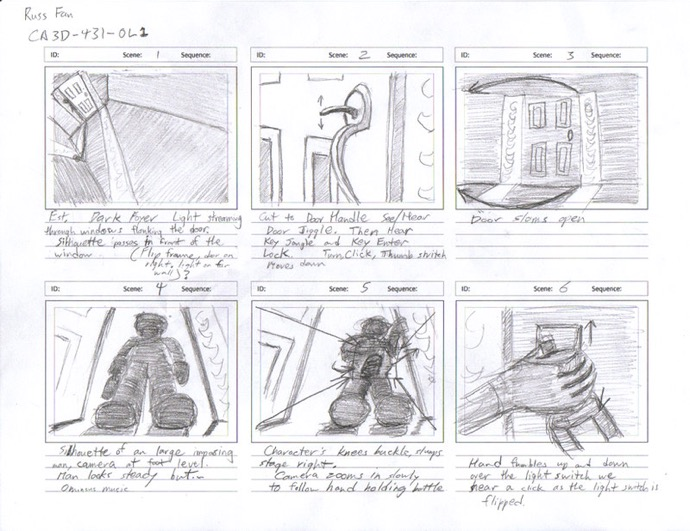 Russ Fan
CA3D-431-OL1
ID: Scene: 1 Sequence:
ID: Scene: 2 Sequence:
ID: Scene: 3 Sequence:
Est. Dark Foyer Light streaming
through windows flanking the door.
Silhouette passes in front of the
window (Flip frame, door on
right, light on far
wall)?
Cut to Door Handle See/Hear
Door Jiggle. Then Hear
Key Jangle and Key Enter
Lock. Turn, Click, Thumb switch
moves down
Door slams open
ID: Scene: 4 Sequence:
ID: Scene: 5 Sequence:
ID: Scene: 6 Sequence:
Silhouette of an large imposing
man, camera at foot level.
Man looks steady but...
Ominous music
Character's knees buckle, slumps
stage right.
Camera zooms in slowly
to follow hand holding bottle
Hand fumbles up and down
over the light switch we
hear a click as the light switch is
flipped.